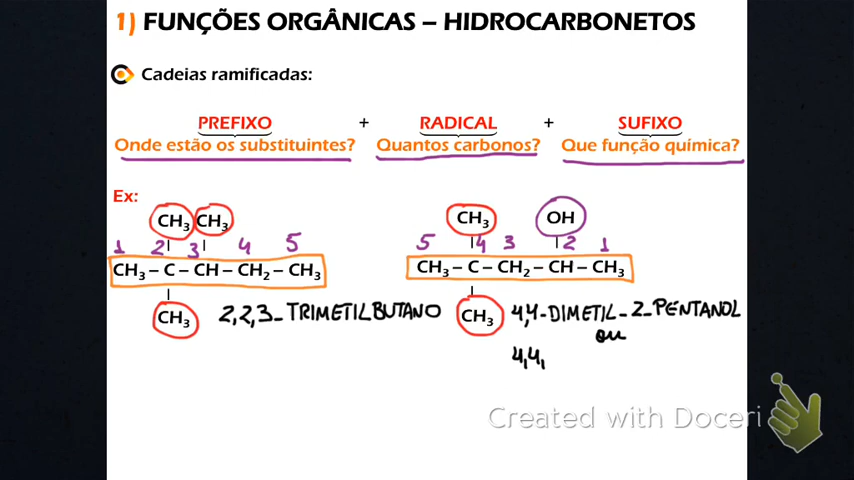 1) FUNÇÕES ORGÂNICAS – HIDROCARBONETOS
Cadeias ramificadas:
PREFIXO + RADICAL + SUFIXO
Onde estão os substituintes? Quantos carbonos? Que função química?
Ex:
CH₃ CH₃ CH₃ OH
1 2 3 4 5 5 4 3 2 1
CH₃ – C – CH – CH₂ – CH₃ CH₃ – C – CH₂ – CH – CH₃
CH₃ 2,2,3-TRIMETILBUTANO CH₃ 4,4-DIMETIL-2-PENTANOL
ou
4,4,
Created with Doceri